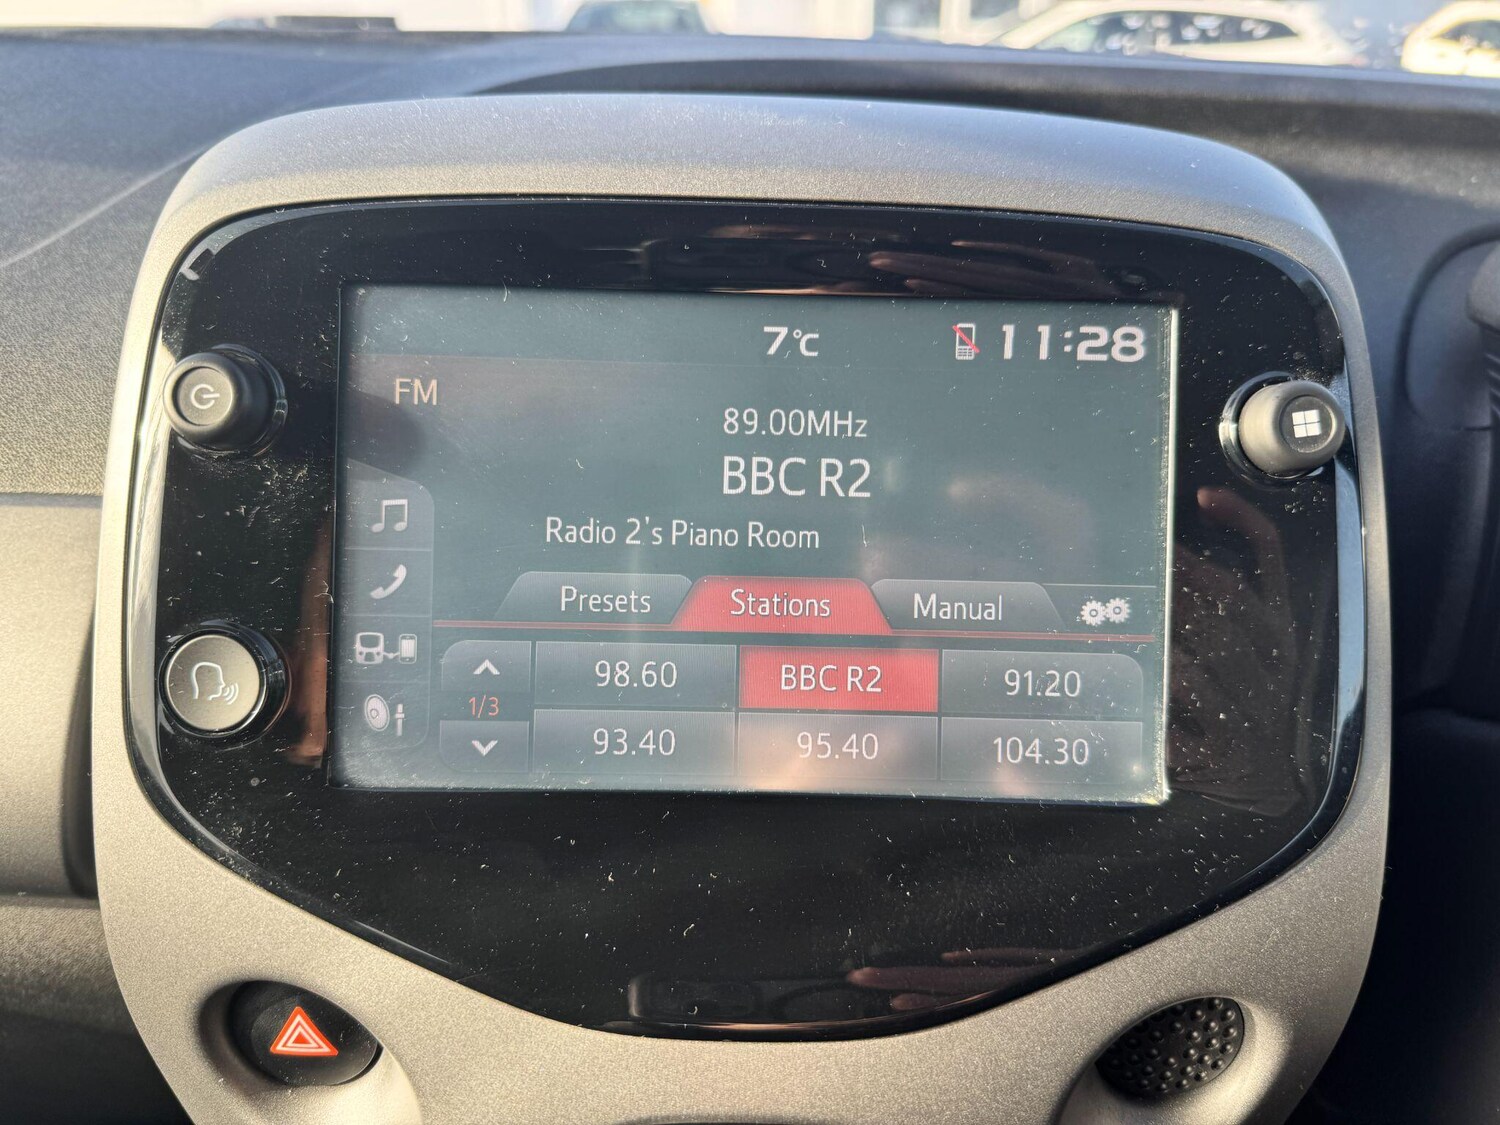 7°C
11:28
FM
89.00MHz
BBC R2
Radio 2's Piano Room
Presets Stations Manual
98.60 BBC R2 91.20
1/3
93.40 95.40 104.30